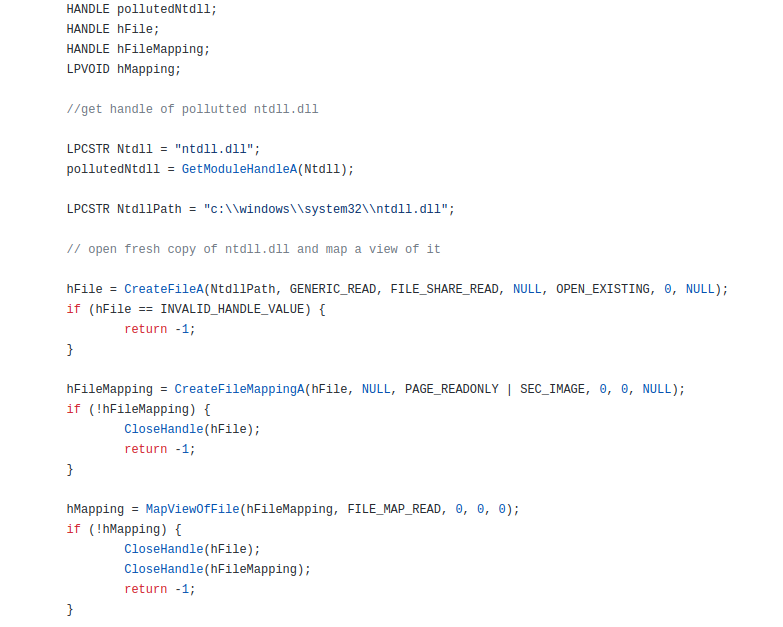 HANDLE pollutedNtdll;
HANDLE hFile;
HANDLE hFileMapping;
LPVOID hMapping;
//get handle of pollutted ntdll.dll
LPCSTR Ntdll = "ntdll.dll";
pollutedNtdll = GetModuleHandleA(Ntdll);
LPCSTR NtdllPath = "c:\\windows\\system32\\ntdll.dll";
// open fresh copy of ntdll.dll and map a view of it
hFile = CreateFileA(NtdllPath, GENERIC_READ, FILE_SHARE_READ, NULL, OPEN_EXISTING, 0, NULL);
if (hFile == INVALID_HANDLE_VALUE) {
return -1;
}
hFileMapping = CreateFileMappingA(hFile, NULL, PAGE_READONLY | SEC_IMAGE, 0, 0, NULL);
if (!hFileMapping) {
CloseHandle(hFile);
return -1;
}
hMapping = MapViewOfFile(hFileMapping, FILE_MAP_READ, 0, 0, 0);
if (!hMapping) {
CloseHandle(hFile);
CloseHandle(hFileMapping);
return -1;
}